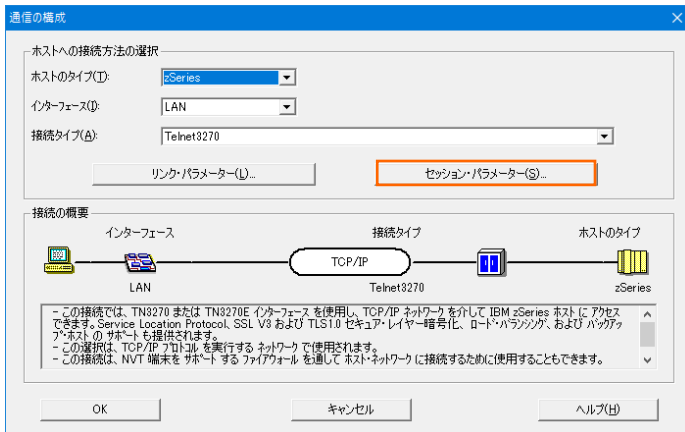 通信の構成
ホストへの接続方法の選択
ホストのタイプ(T):
zSeries
インターフェース(I):
LAN
接続タイプ(A):
Telnet3270
リンク・パラメーター(L)...
セッション・パラメーター(S)...
接続の概要
インターフェース
接続タイプ
ホストのタイプ
TCP/IP
LAN
Telnet3270
zSeries
- この接続では、TN3270 または TN3270E インターフェース を使用し、TCP/IP ネットワーク を介して IBM zSeries ホスト に アクセス
できます。Service Location Protocol、SSL V3 および TLS1.0 セキュア・レイヤー暗号化、ロード・バランシング、および バックアッ
プ・ホスト の サポート も提供されます。
- この選択は、TCP/IP プロトコル を実行する ネットワーク で使用されます。
- この接続は、NVT 端末を サポート する ファイアウォール を通して ホスト・ネットワーク に接続するために使用することもできます。
OK
キャンセル
ヘルプ(H)